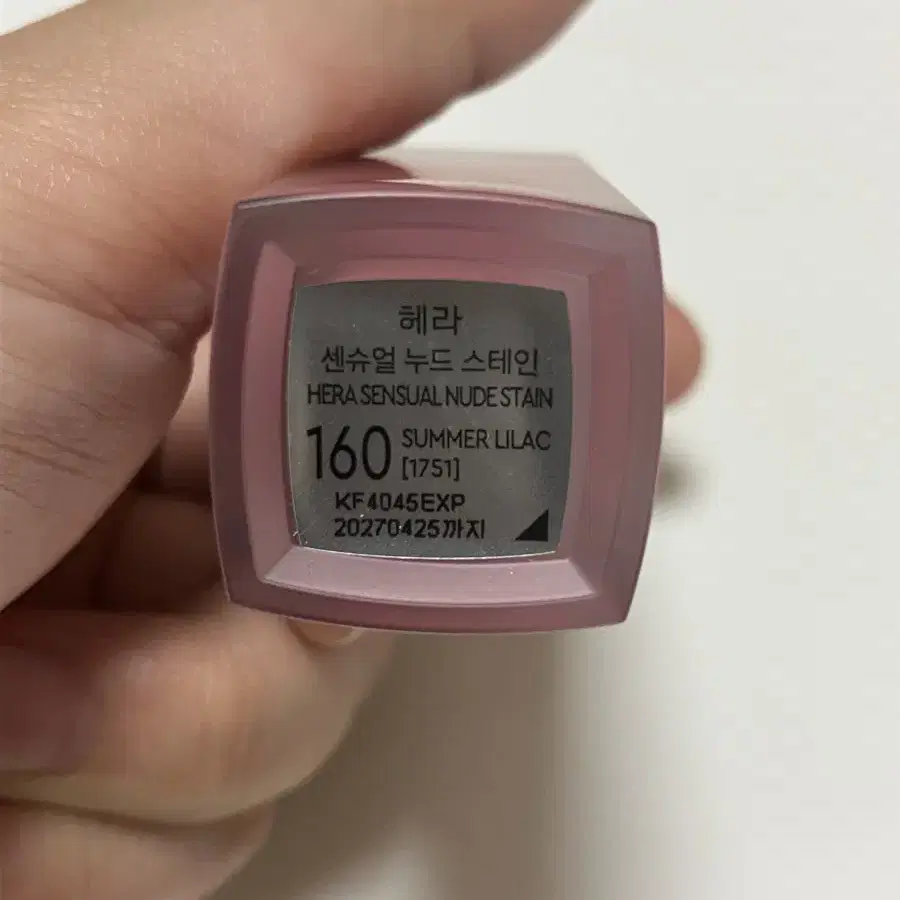 헤라
센슈얼 누드 스테인
HERA SENSUAL NUDE STAIN
160 SUMMER LILAC
[1751]
KF4045EXP
20270425까지